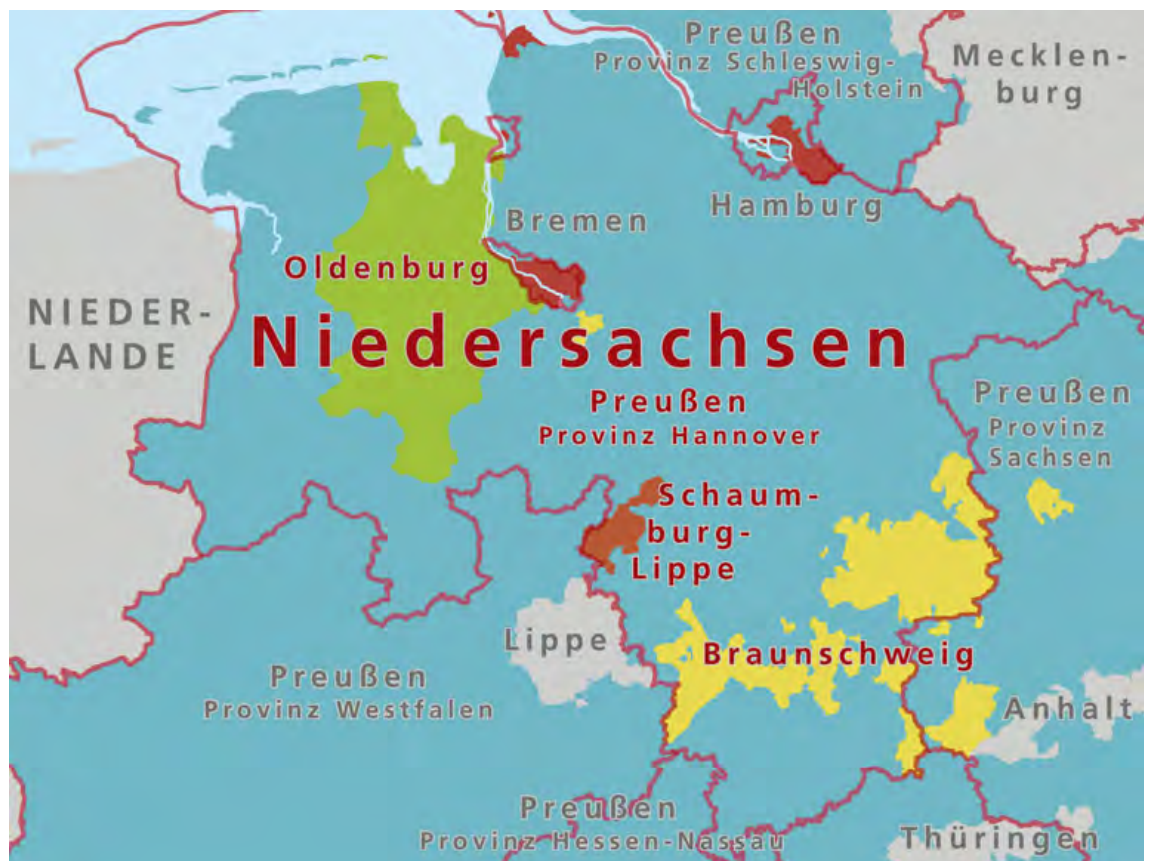 Preußen
Provinz Schleswig-
Holstein
Mecklen-
burg
Hamburg
Bremen
Oldenburg
NIEDER-
LANDE
Niedersachsen
Preußen
Provinz Hannover
Preußen
Provinz
Sachsen
Schaum-
burg-
Lippe
Lippe
Braunschweig
Preußen
Provinz Westfalen
Anhalt
Preußen
Provinz Hessen-Nassau
Thüringen